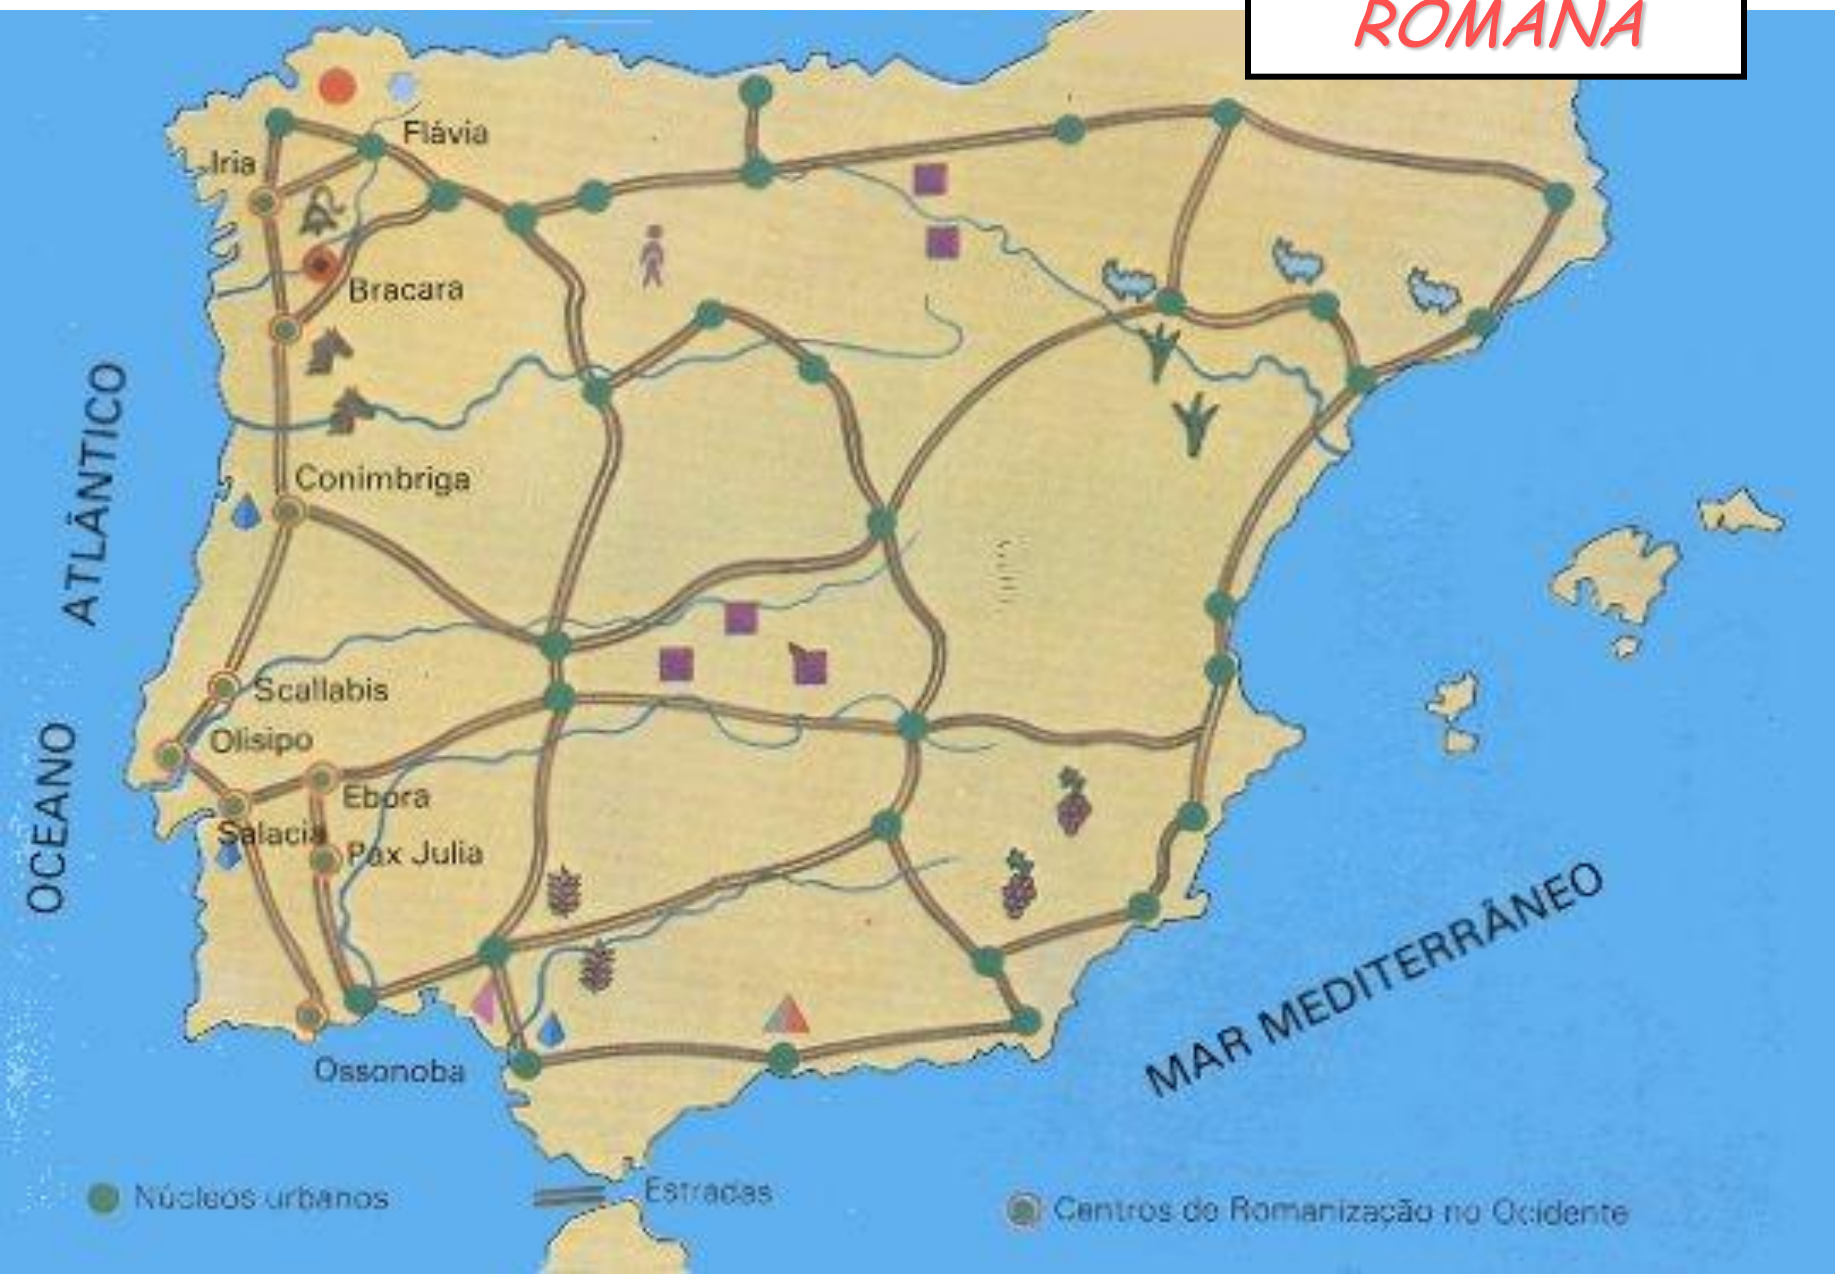 ROMANA
Flávia
Iria
Bracara
ATLÂNTICO
Conimbriga
Scallabis
Olisipo
OCEANO
Ebora
Salacia
Pax Julia
MAR MEDITERRÂNEO
Ossonoba
Núcleos urbanos
Estradas
Centros de Romanização no Ocidente